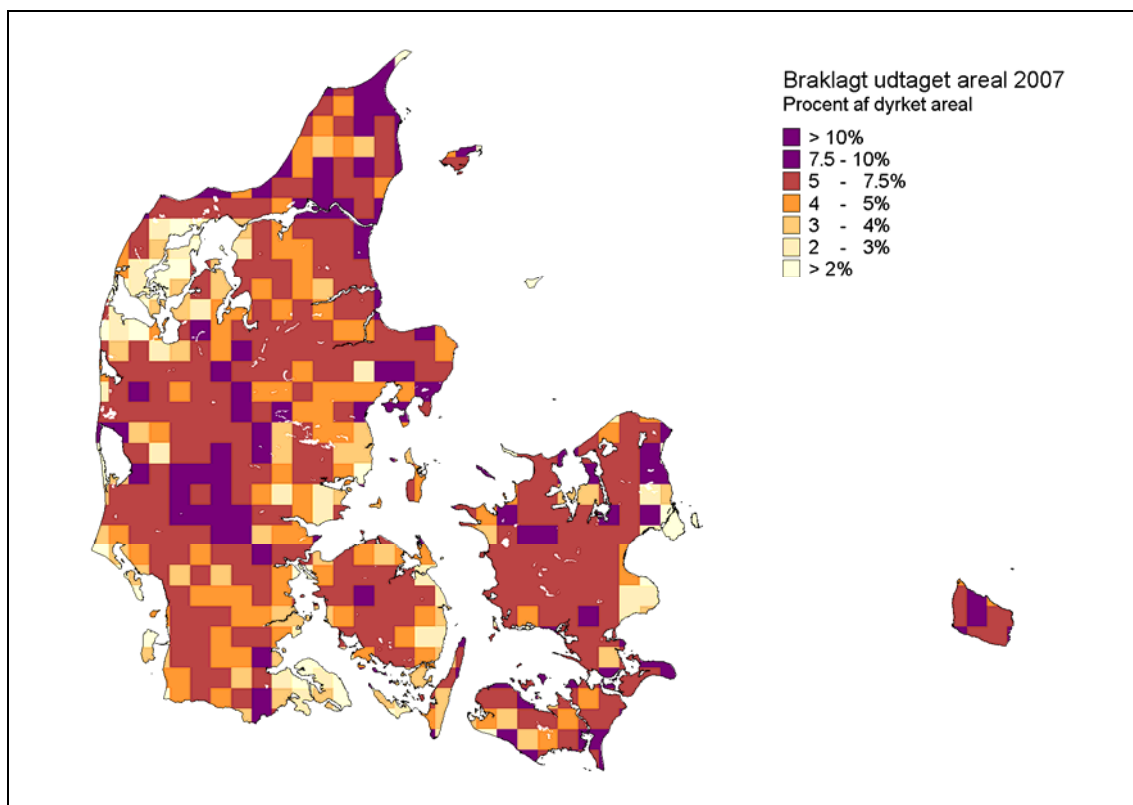 Braklagt udtaget areal 2007
Procent af dyrket areal
> 10%
7.5 - 10%
5 - 7.5%
4 - 5%
3 - 4%
2 - 3%
> 2%